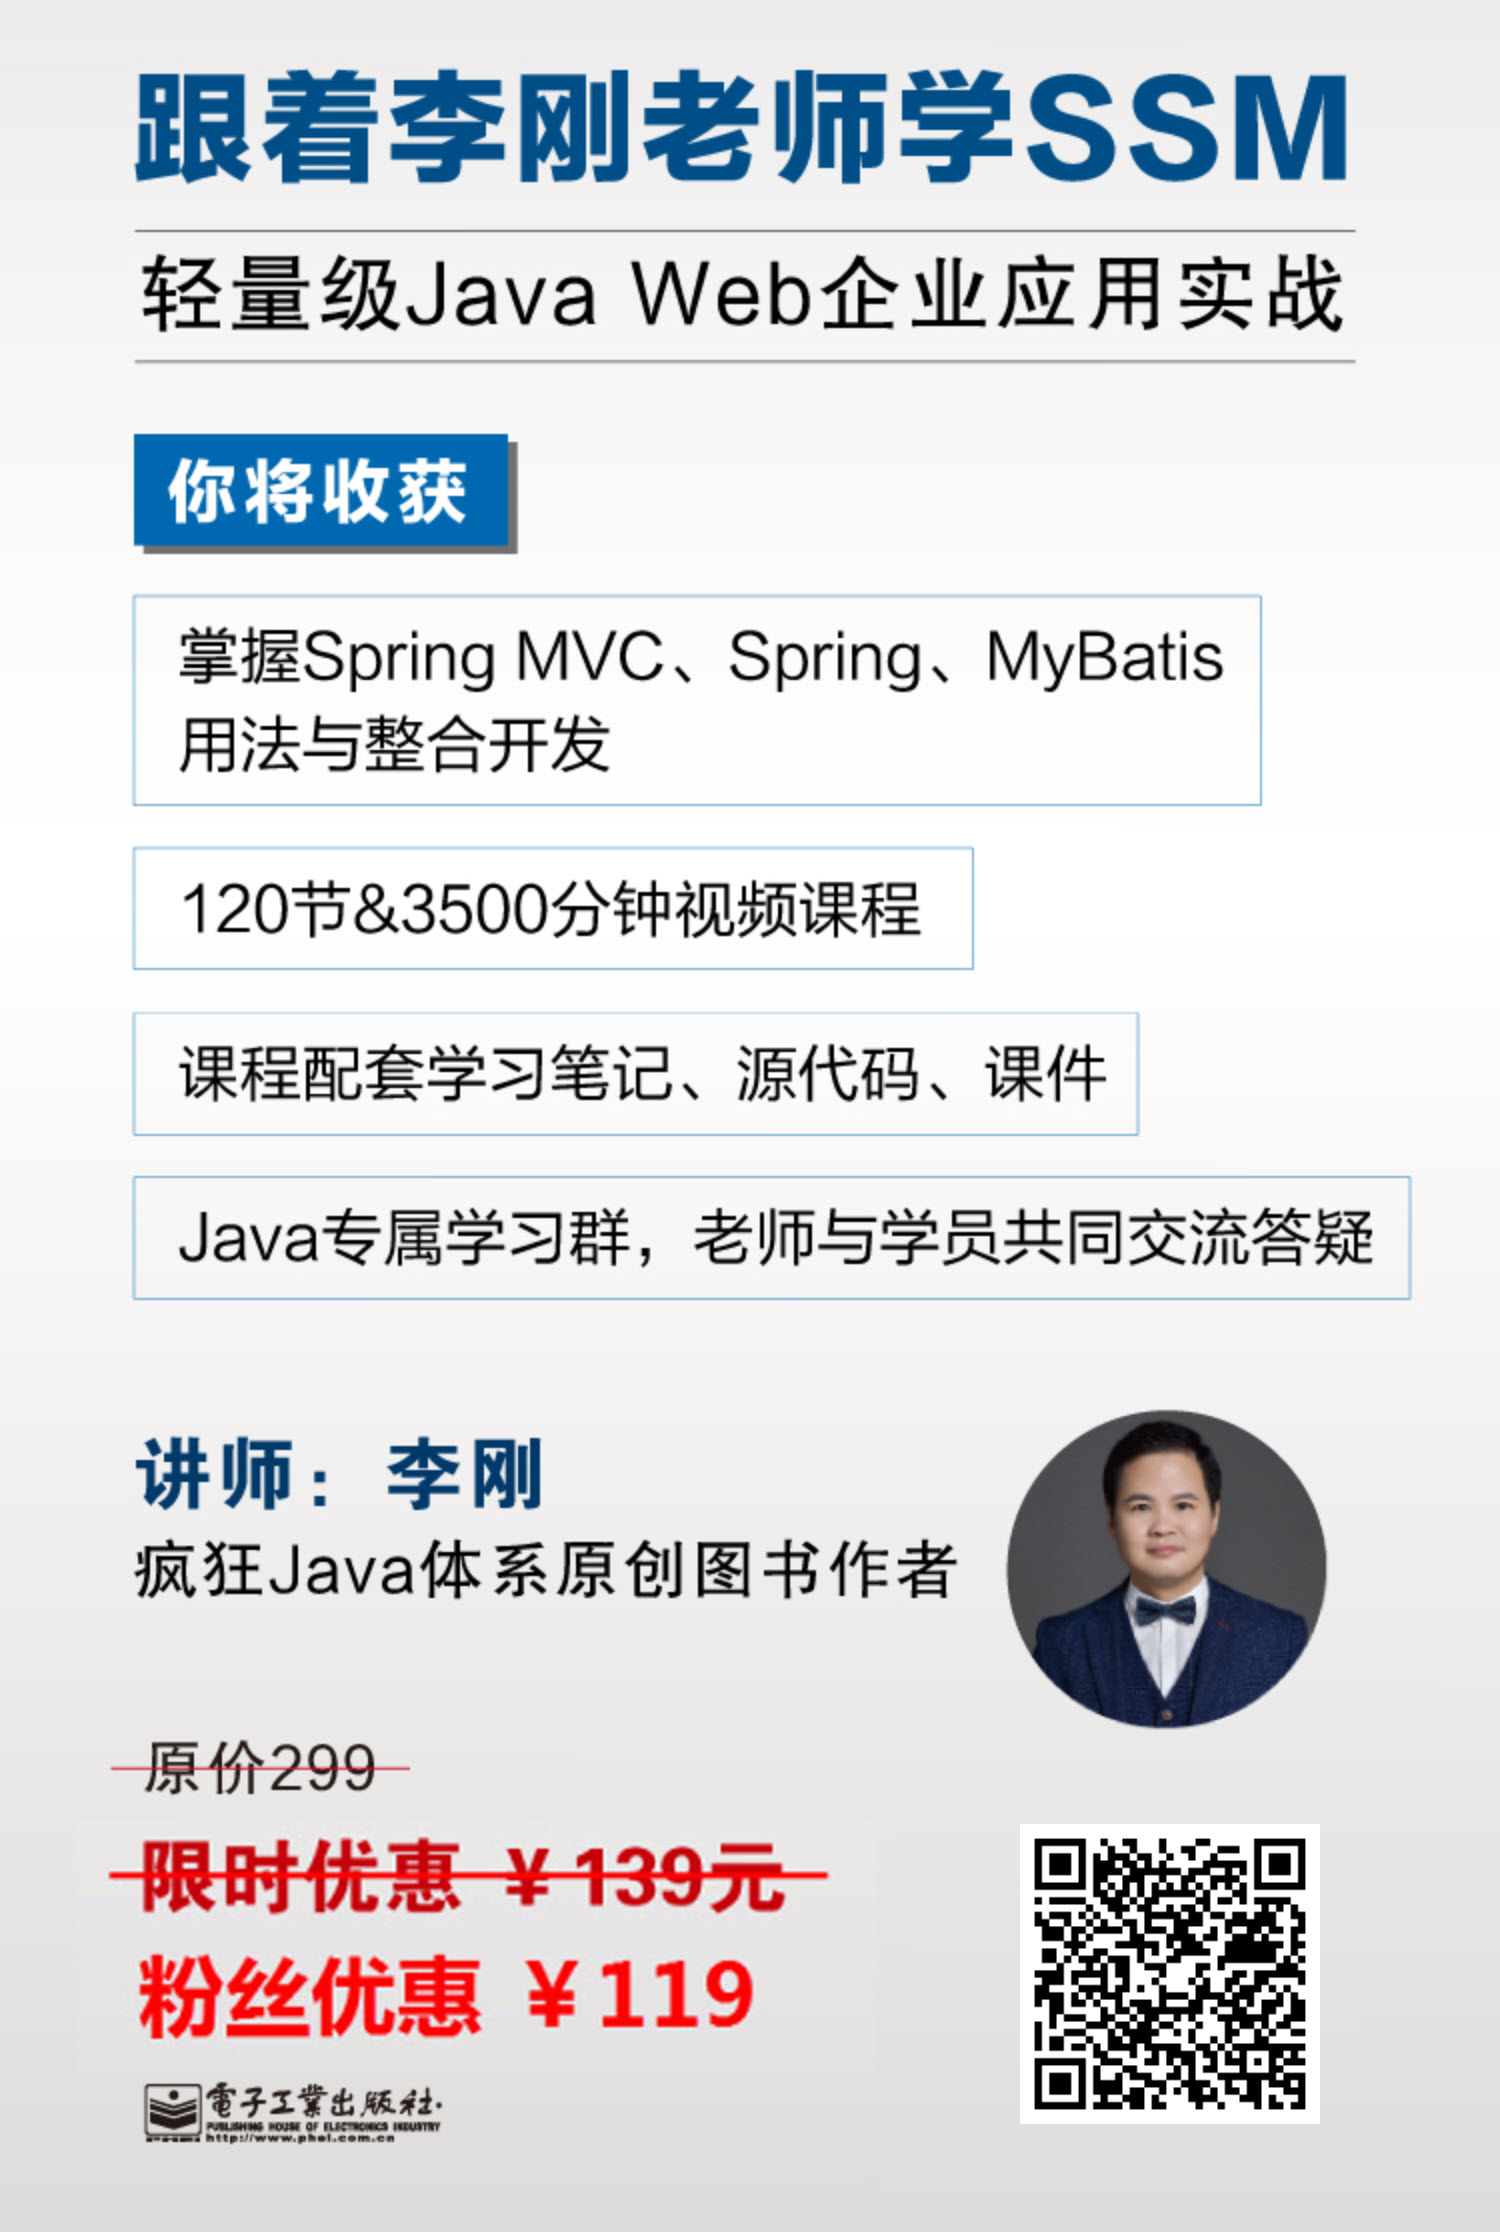 跟着李刚老师学SSM
轻量级Java Web企业应用实战
你将收获
掌握Spring MVC、Spring、MyBatis
用法与整合开发
120节&3500分钟视频课程
课程配套学习笔记、源代码、课件
Java专属学习群，老师与学员共同交流答疑
讲师：李刚
疯狂Java体系原创图书作者
原价299
限时优惠 ￥139元
粉丝优惠 ￥119
電子工業出版社.
PUBLISHING HOUSE OF ELECTRONICS INDUSTRY
http://www.phei.com.cn